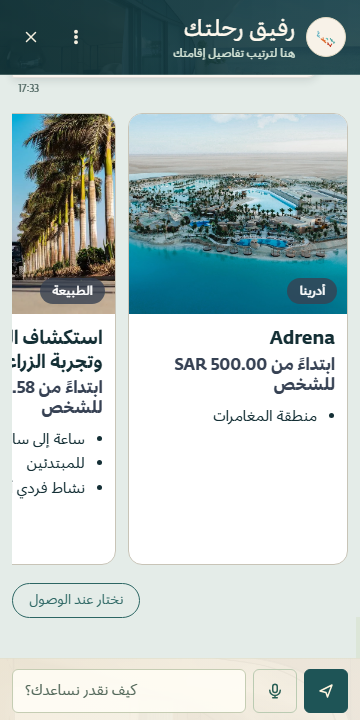 رفيق رحلتك
هنا لترتيب تفاصيل إقامتك
17:33
أدرينا
Adrena
ابتداءً من SAR 500.00
للشخص
منطقة المغامرات
الطبيعة
استكشاف
وتجربة
ابتداءً من
للشخص
ساعة إلى
للمبتدئين
نشاط فردي
نختار عند الوصول
كيف نقدر نساعدك؟